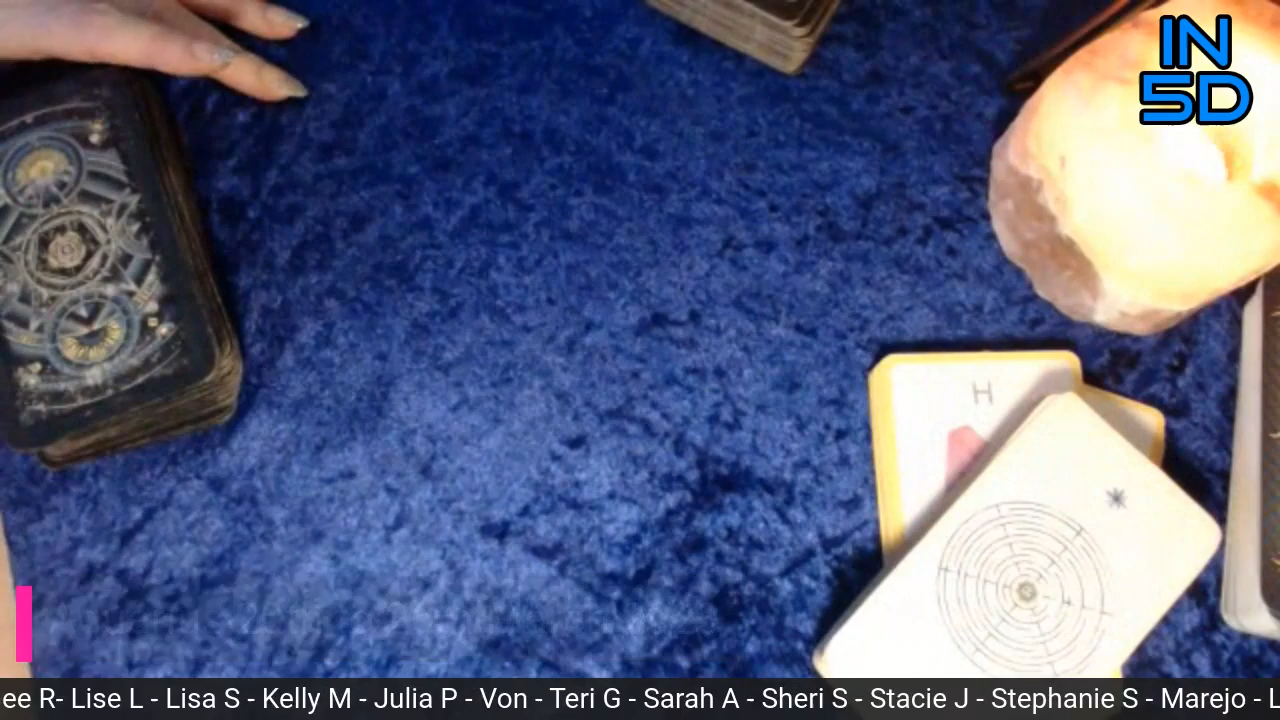 IN
5D
H
ee R- Lise L - Lisa S - Kelly M - Julia P - Von - Teri G - Sarah A - Sheri S - Stacie J - Stephanie S - Marejo - L